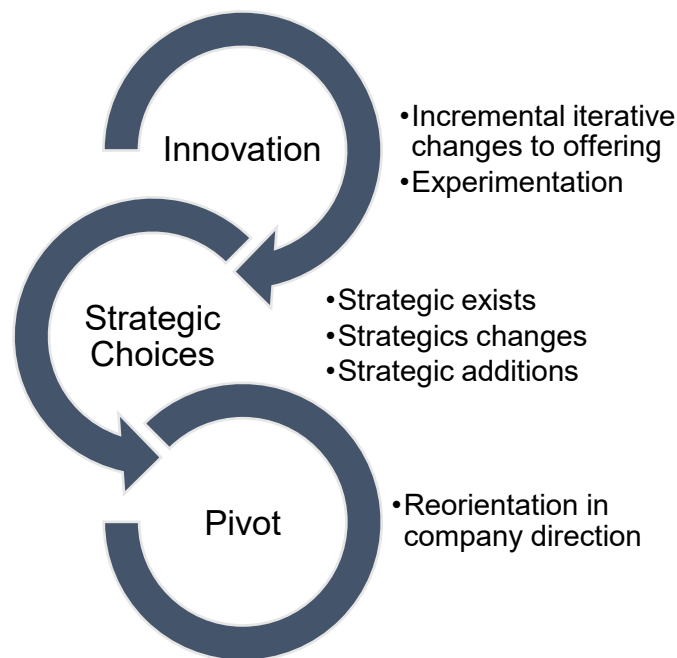 Innovation
•Incremental iterative
changes to offering
•Experimentation
Strategic
Choices
•Strategic exists
•Strategics changes
•Strategic additions
Pivot
•Reorientation in
company direction